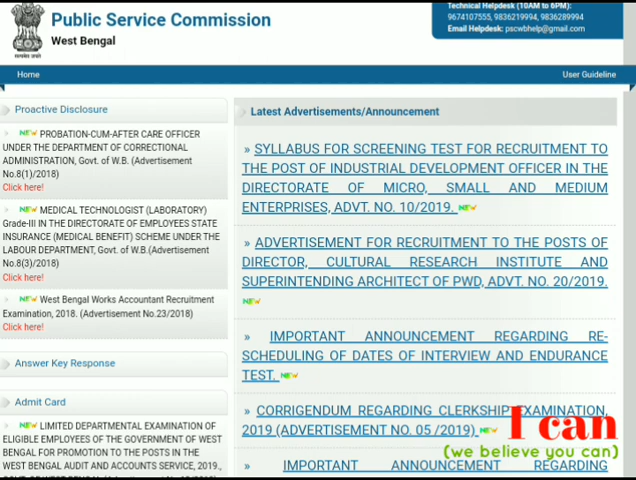 Public Service Commission
West Bengal
Technical Helpdesk (10AM to 6PM):
9674107555, 9836219994, 9836289994
Email Helpdesk: pscwbhelp@gmail.com
Home
User Guideline
Proactive Disclosure
NEW PROBATION-CUM-AFTER CARE OFFICER
UNDER THE DEPARTMENT OF CORRECTIONAL
ADMINISTRATION, Govt. of W.B. (Advertisement
No.8(1)/2018)
Click here!
NEW MEDICAL TECHNOLOGIST (LABORATORY)
Grade-III IN THE DIRECTORATE OF EMPLOYEES STATE
INSURANCE (MEDICAL BENEFIT) SCHEME UNDER THE
LABOUR DEPARTMENT, Govt. of W.B.(Advertisement
No.8(3)/2018)
Click here!
NEW West Bengal Works Accountant Recruitment
Examination, 2018. (Advertisement No.23/2018)
Click here!
Answer Key Response
Admit Card
NEW LIMITED DEPARTMENTAL EXAMINATION OF
ELIGIBLE EMPLOYEES OF THE GOVERNMENT OF WEST
BENGAL FOR PROMOTION TO THE POSTS IN THE
WEST BENGAL AUDIT AND ACCOUNTS SERVICE, 2019.,
Latest Advertisements/Announcement
» SYLLABUS FOR SCREENING TEST FOR RECRUITMENT TO
THE POST OF INDUSTRIAL DEVELOPMENT OFFICER IN THE
DIRECTORATE OF MICRO, SMALL AND MEDIUM
ENTERPRISES, ADVT. NO. 10/2019. NEW
» ADVERTISEMENT FOR RECRUITMENT TO THE POSTS OF
DIRECTOR, CULTURAL RESEARCH INSTITUTE AND
SUPERINTENDING ARCHITECT OF PWD, ADVT. NO. 20/2019.
NEW
» IMPORTANT ANNOUNCEMENT REGARDING RE-
SCHEDULING OF DATES OF INTERVIEW AND ENDURANCE
TEST. NEW
» CORRIGENDUM REGARDING CLERKSHIP EXAMINATION,
2019 (ADVERTISEMENT NO. 05 /2019) NEW
» IMPORTANT ANNOUNCEMENT REGARDING
I can
(we believe you can)